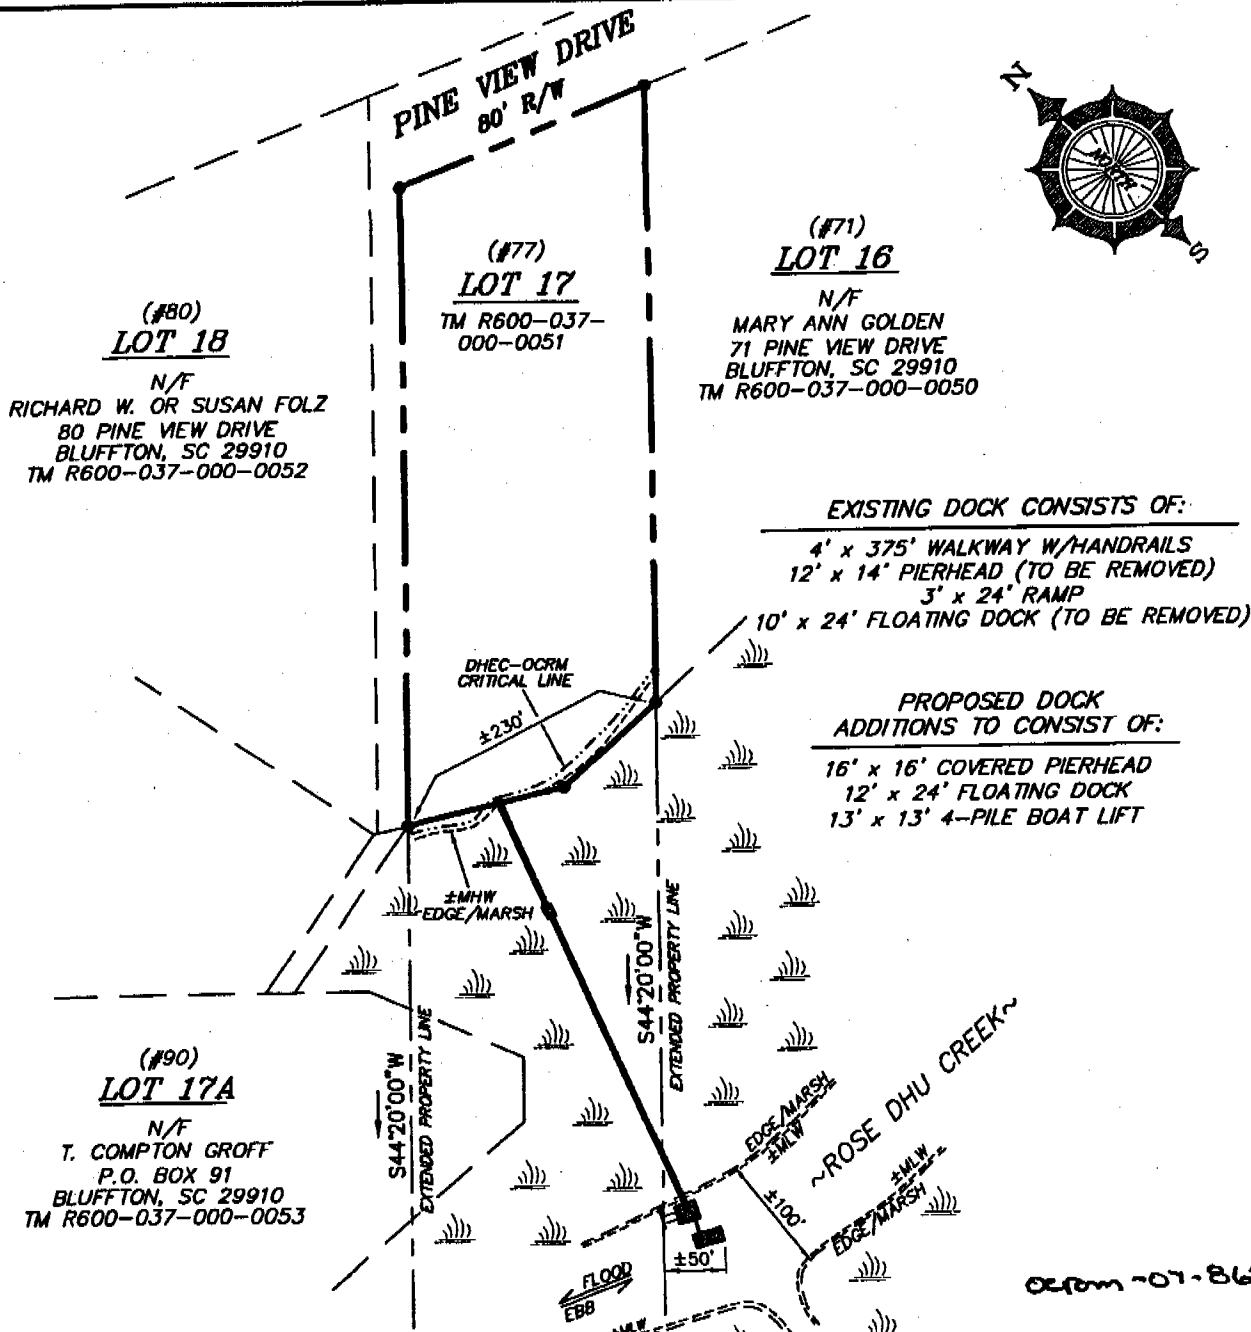 PINE VIEW DRIVE
80' R/W
N
NORTH
S
(#77)
LOT 17
TM R600-037-
000-0051
(#71)
LOT 16
N/F
MARY ANN GOLDEN
71 PINE VIEW DRIVE
BLUFFTON, SC 29910
TM R600-037-000-0050
(#80)
LOT 18
N/F
RICHARD W. OR SUSAN FOLZ
80 PINE VIEW DRIVE
BLUFFTON, SC 29910
TM R600-037-000-0052
EXISTING DOCK CONSISTS OF:
4' x 375' WALKWAY W/HANDRAILS
12' x 14' PIERHEAD (TO BE REMOVED)
3' x 24' RAMP
10' x 24' FLOATING DOCK (TO BE REMOVED)
DHEC-OCRM
CRITICAL LINE
±230'
PROPOSED DOCK
ADDITIONS TO CONSIST OF:
16' x 16' COVERED PIERHEAD
12' x 24' FLOATING DOCK
13' x 13' 4-PILE BOAT LIFT
±MHW
EDGE/MARSH
S44°20'00"W
EXTENDED PROPERTY LINE
S44°20'00"W
EXTENDED PROPERTY LINE
(#90)
LOT 17A
N/F
T. COMPTON GROFF
P.O. BOX 91
BLUFFTON, SC 29910
TM R600-037-000-0053
~ROSE DHU CREEK~
EDGE/MARSH
±MLW
±100'
±MLW
EDGE/MARSH
±50'
FLOOD
EBB
MLW